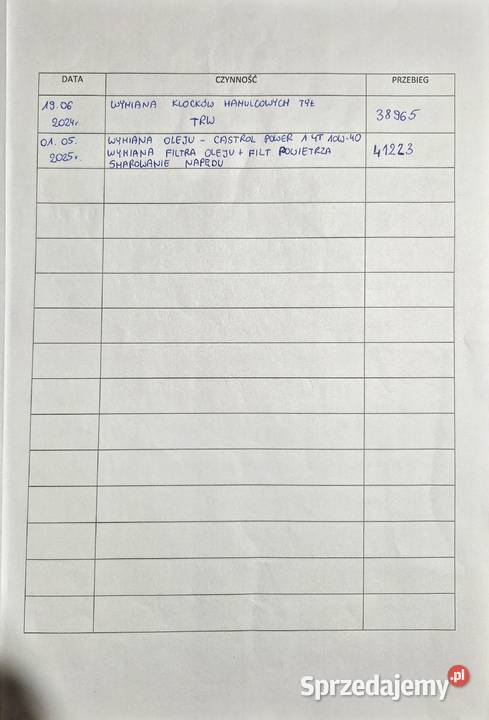 DATA CZYNNOŚĆ PRZEBIEG
19.06 2024r. WYMIANA KLOCKÓW HAMULCOWYCH TYŁ TRW 38965
01.05. 2025r. WYMIANA OLEJU - CASTROL POWER 1 4T 10W-40
WYMIANA FILTRA OLEJU + FILT POWIETRZA
SMAROWANIE NAPĘDU 41223
Sprzedajemy.pl